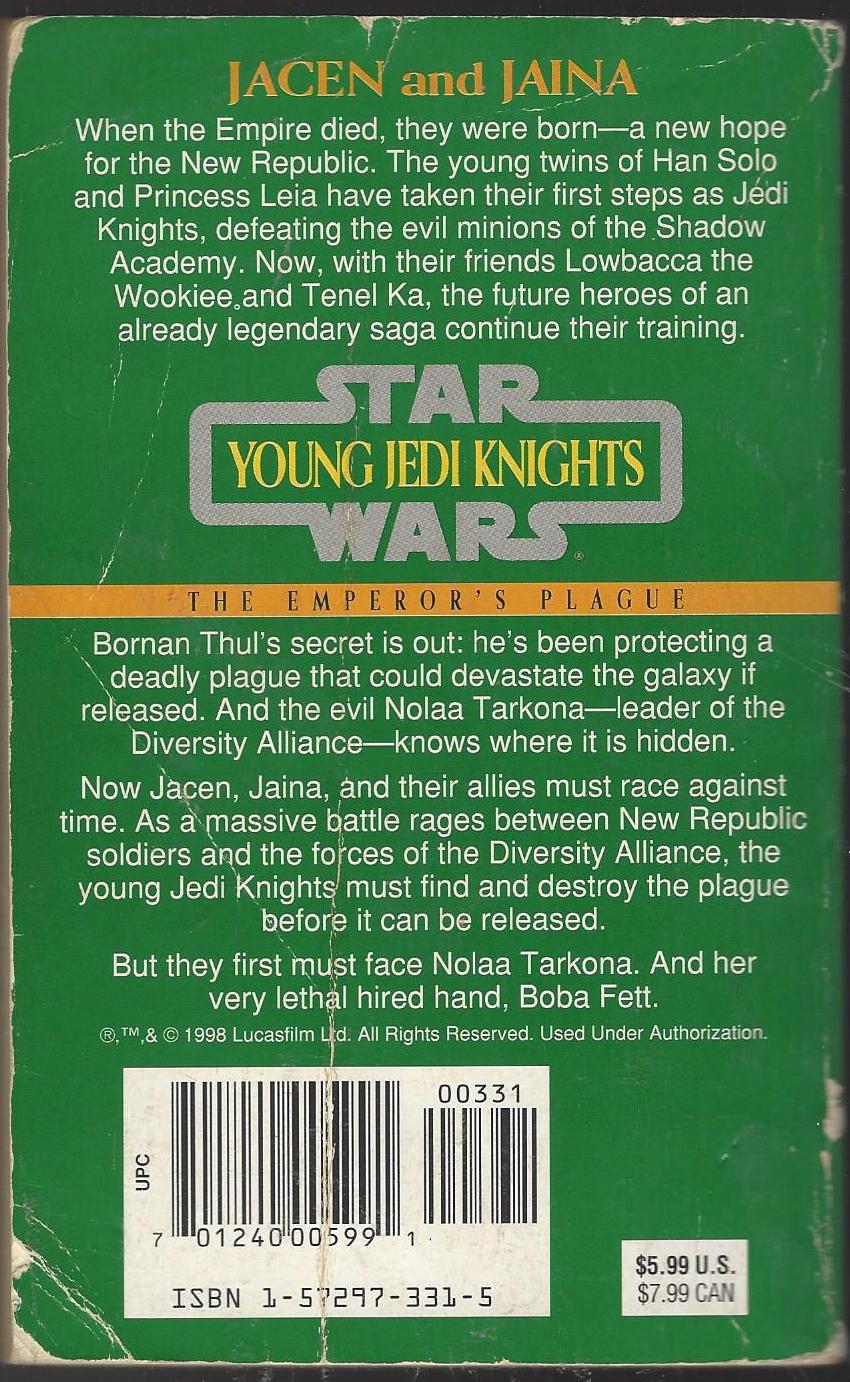 JACEN and JAINA
When the Empire died, they were born—a new hope
for the New Republic. The young twins of Han Solo
and Princess Leia have taken their first steps as Jedi
Knights, defeating the evil minions of the Shadow
Academy. Now, with their friends Lowbacca the
Wookiee and Tenel Ka, the future heroes of an
already legendary saga continue their training.
STAR
YOUNG JEDI KNIGHTS
WARS®
THE EMPEROR'S PLAGUE
Bornan Thul's secret is out: he's been protecting a
deadly plague that could devastate the galaxy if
released. And the evil Nolaa Tarkona—leader of the
Diversity Alliance—knows where it is hidden.
Now Jacen, Jaina, and their allies must race against
time. As a massive battle rages between New Republic
soldiers and the forces of the Diversity Alliance, the
young Jedi Knights must find and destroy the plague
before it can be released.
But they first must face Nolaa Tarkona. And her
very lethal hired hand, Boba Fett.
®,™,& © 1998 Lucasfilm Ltd. All Rights Reserved. Used Under Authorization.
00331
UPC
7 01240 00599 1
ISBN 1-57297-331-5
$5.99 U.S.
$7.99 CAN